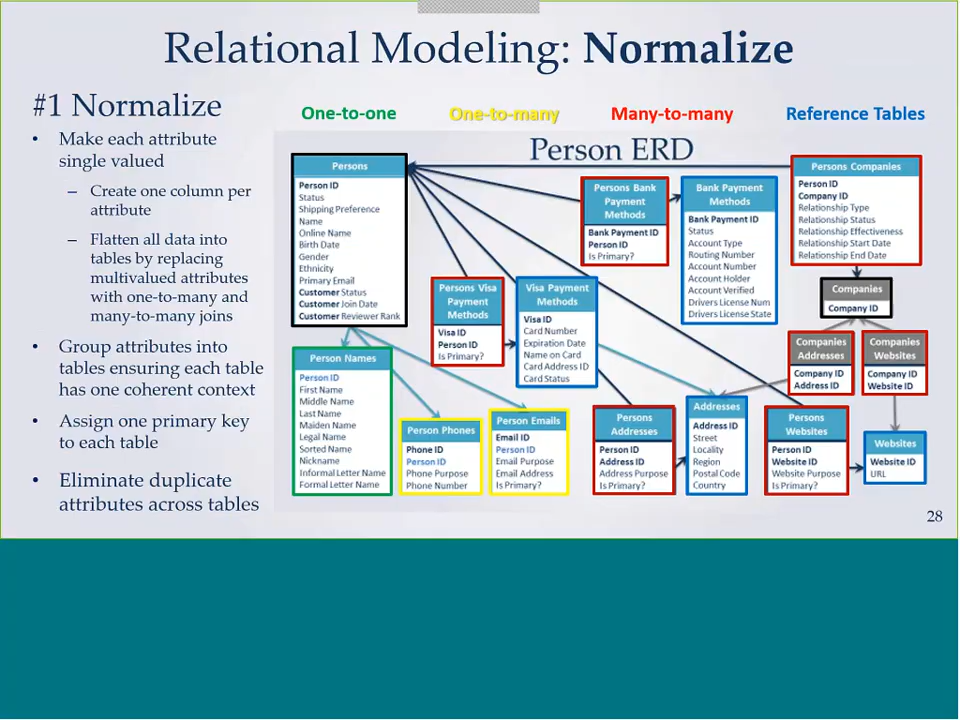 Relational Modeling: Normalize
#1 Normalize
• Make each attribute
single valued
– Create one column per
attribute
– Flatten all data into
tables by replacing
multivalued attributes
with one-to-many and
many-to-many joins
• Group attributes into
tables ensuring each table
has one coherent context
• Assign one primary key
to each table
• Eliminate duplicate
attributes across tables
One-to-one
One-to-many
Many-to-many
Reference Tables
Person ERD
Persons
Person ID
Status
Shipping Preference
Name
Online Name
Birth Date
Gender
Ethnicity
Primary Email
Customer Status
Customer Join Date
Customer Reviewer Rank
Persons Bank
Payment
Methods
Bank Payment ID
Person ID
Is Primary?
Bank Payment
Methods
Bank Payment ID
Status
Account Type
Routing Number
Account Number
Account Holder
Account Verified
Drivers License Num
Drivers License State
Persons Companies
Person ID
Company ID
Relationship Type
Relationship Status
Relationship Effectiveness
Relationship Start Date
Relationship End Date
Persons Visa
Payment
Methods
Visa ID
Person ID
Is Primary?
Visa Payment
Methods
Visa ID
Card Number
Expiration Date
Name on Card
Card Address ID
Card Status
Companies
Company ID
Companies
Addresses
Company ID
Address ID
Companies
Websites
Company ID
Website ID
Person Names
Person ID
First Name
Middle Name
Last Name
Maiden Name
Legal Name
Sorted Name
Nickname
Informal Letter Name
Formal Letter Name
Person Phones
Phone ID
Person ID
Phone Purpose
Phone Number
Person Emails
Email ID
Person ID
Email Purpose
Email Address
Is Primary?
Persons
Addresses
Person ID
Address ID
Address Purpose
Is Primary?
Addresses
Address ID
Street
Locality
Region
Postal Code
Country
Persons
Websites
Person ID
Website ID
Website Purpose
Is Primary?
Websites
Website ID
URL
28